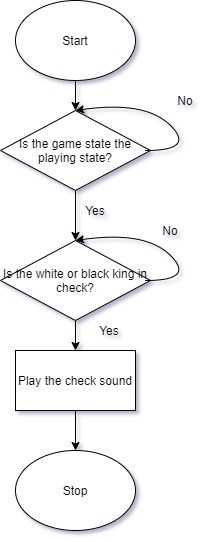 Start
No
Is the game state the
playing state?
Yes
No
Is the white or black king in
check?
Yes
Play the check sound
Stop